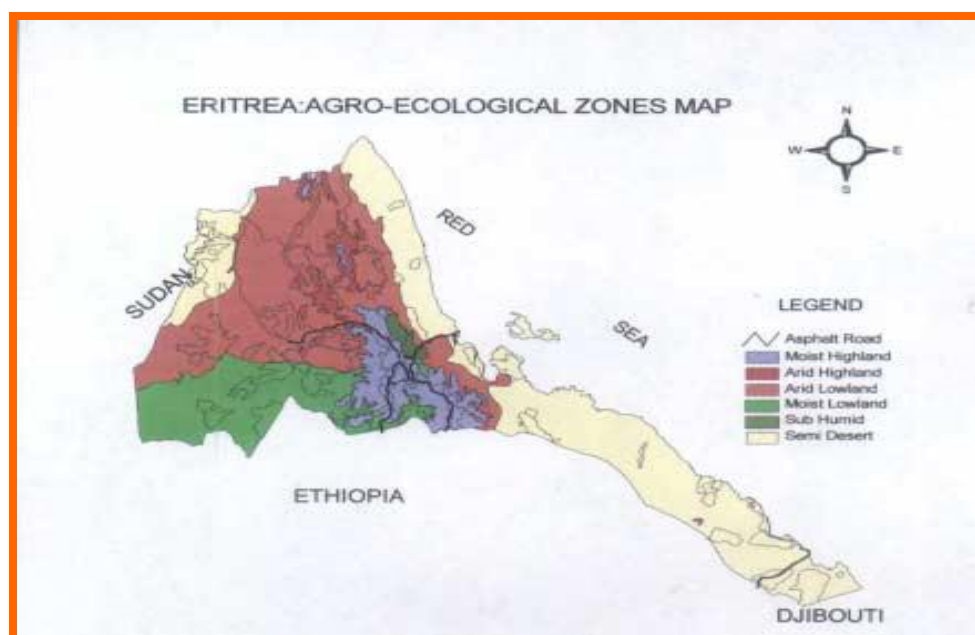 ERITREA:AGRO-ECOLOGICAL ZONES MAP
N
W
E
S
RED
SUDAN
SEA
LEGEND
Asphalt Road
Moist Highland
Arid Highland
Arid Lowland
Moist Lowland
Sub Humid
Semi Desert
ETHIOPIA
DJIBOUTI